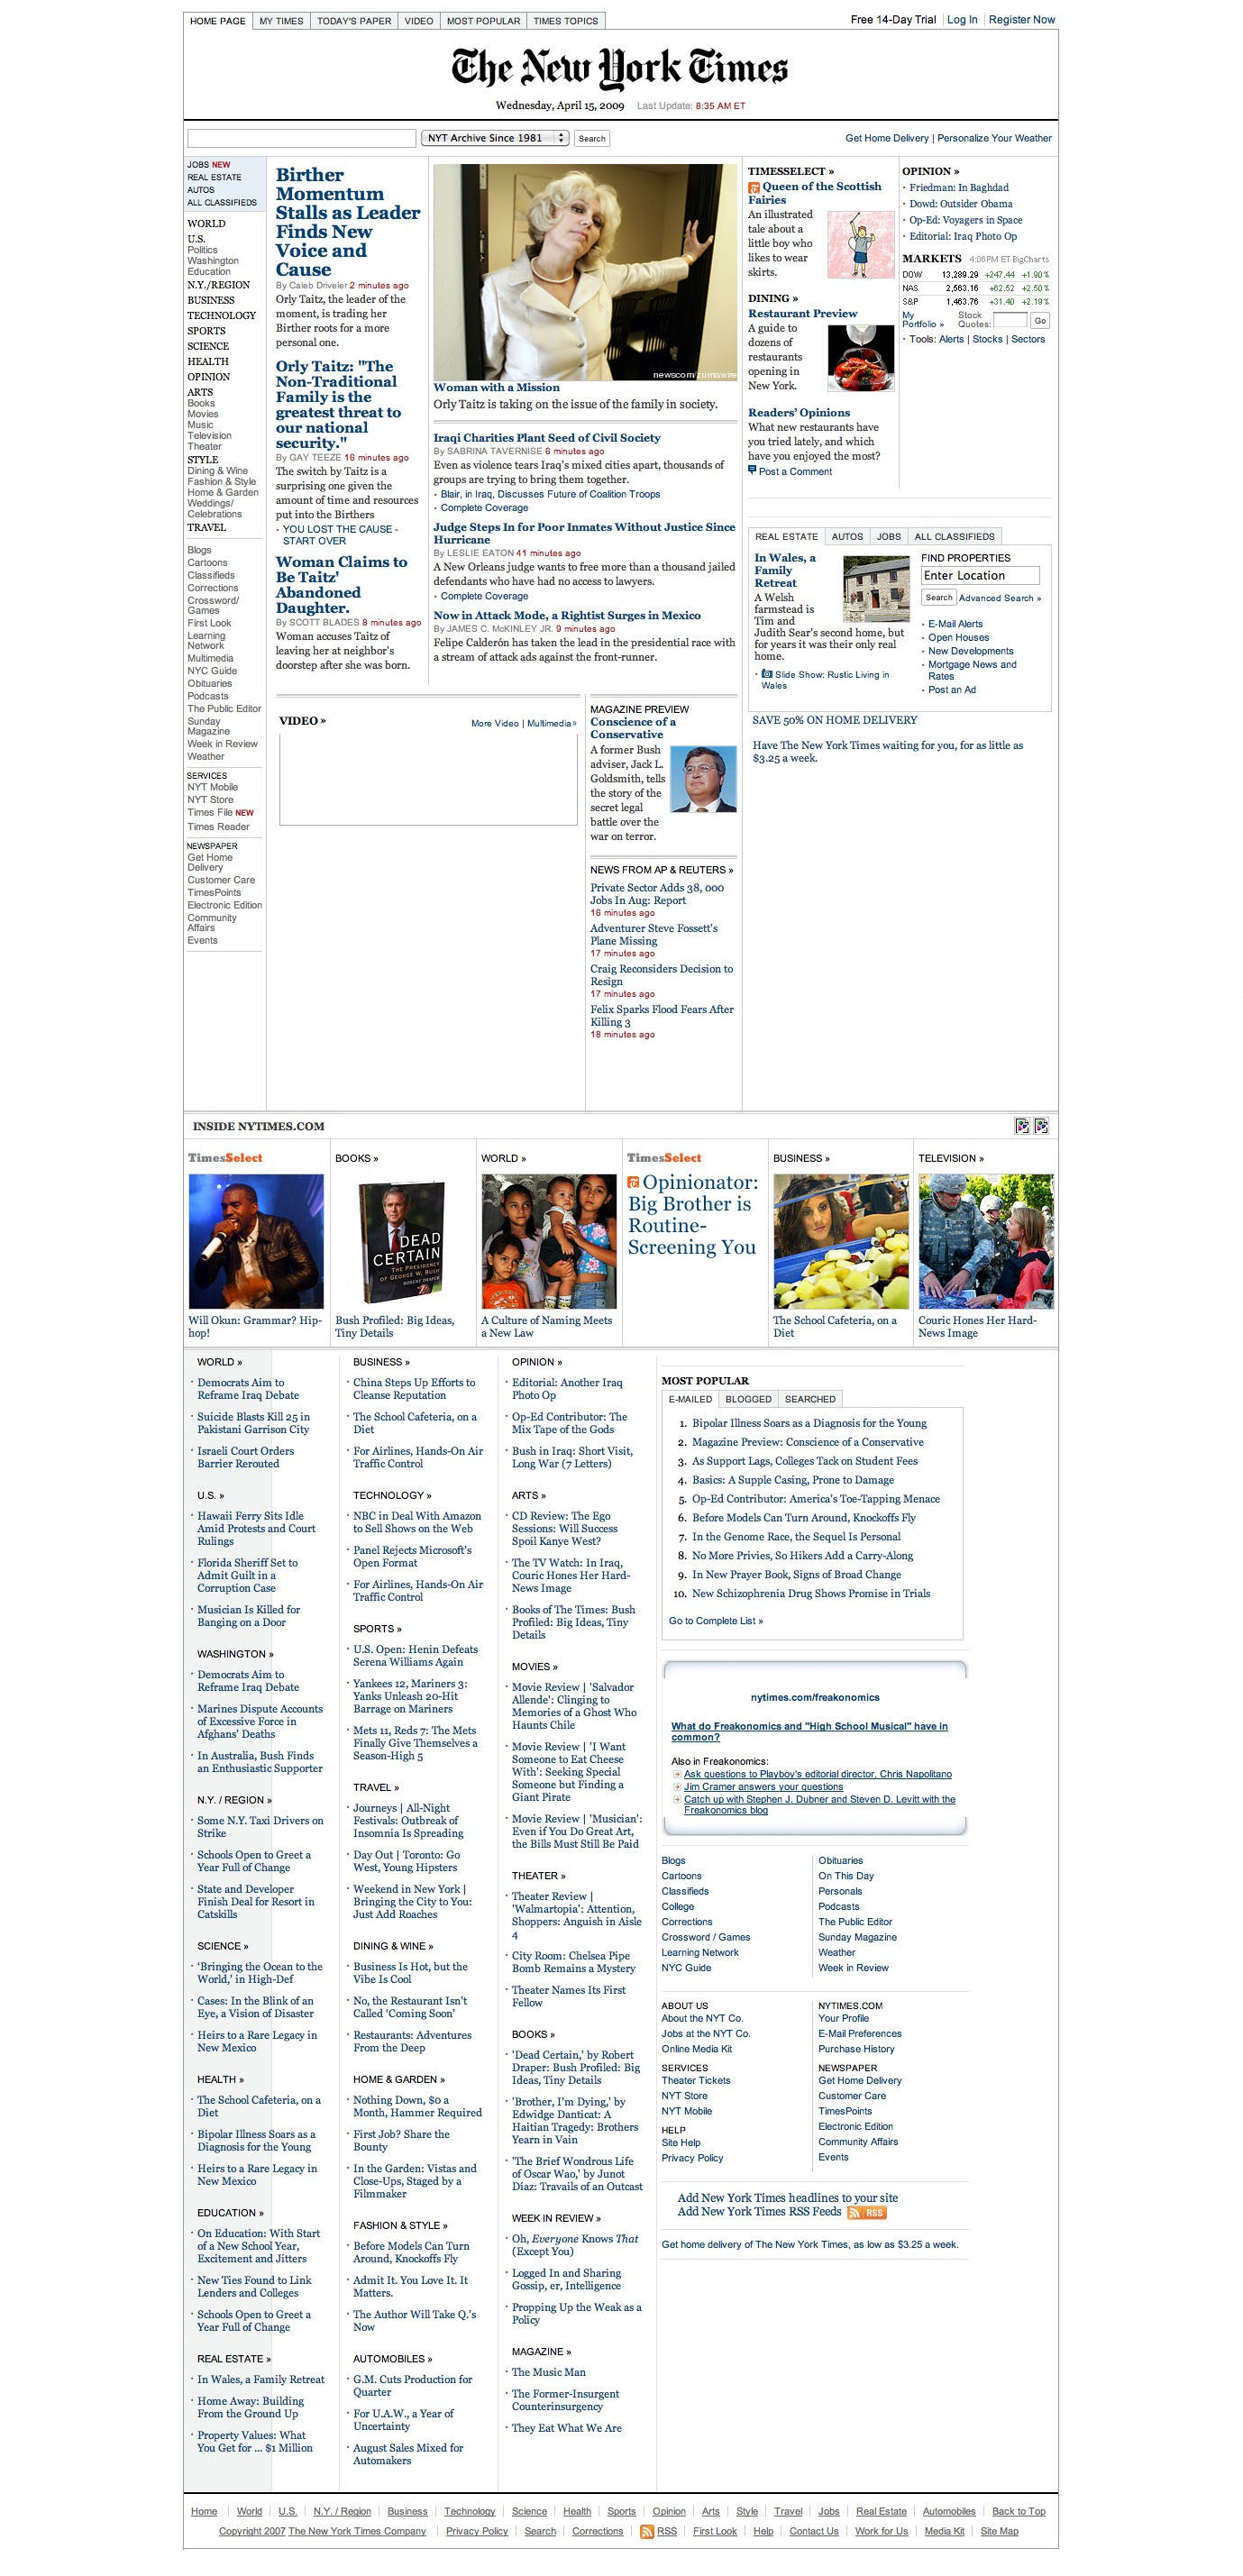 HOME PAGE MY TIMES TODAY'S PAPER VIDEO MOST POPULAR TIMES TOPICS
Free 14-Day Trial Log In Register Now
The New York Times
Wednesday, April 15, 2009 Last Update: 8:35 AM ET
NYT Archive Since 1981 Search
Get Home Delivery | Personalize Your Weather
JOBS NEW
REAL ESTATE
AUTOS
ALL CLASSIFIEDS
WORLD
U.S.
Politics
Washington
Education
N.Y./REGION
BUSINESS
TECHNOLOGY
SPORTS
SCIENCE
HEALTH
OPINION
ARTS
Books
Movies
Music
Television
Theater
STYLE
Dining & Wine
Fashion & Style
Home & Garden
Weddings/
Celebrations
TRAVEL
Blogs
Cartoons
Classifieds
Corrections
Crossword/
Games
First Look
Learning
Network
Multimedia
NYC Guide
Obituaries
Podcasts
The Public Editor
Sunday
Magazine
Week in Review
Weather
SERVICES
NYT Mobile
NYT Store
Times File NEW
Times Reader
NEWSPAPER
Get Home
Delivery
Customer Care
TimesPoints
Electronic Edition
Community
Affairs
Events
Birther
Momentum
Stalls as Leader
Finds New
Voice and
Cause
By Caleb Driveler 2 minutes ago
Orly Taitz, the leader of the
moment, is trading her
Birther roots for a more
personal one.
Orly Taitz: "The
Non-Traditional
Family is the
greatest threat to
our national
security."
By GAY TEEZE 16 minutes ago
The switch by Taitz is a
surprising one given the
amount of time and resources
put into the Birthers
· YOU LOST THE CAUSE -
START OVER
Woman Claims to
Be Taitz'
Abandoned
Daughter.
By SCOTT BLADES 8 minutes ago
Woman accuses Taitz of
leaving her at neighbor's
doorstep after she was born.
newscom/zumawire
Woman with a Mission
Orly Taitz is taking on the issue of the family in society.
Iraqi Charities Plant Seed of Civil Society
By SABRINA TAVERNISE 6 minutes ago
Even as violence tears Iraq's mixed cities apart, thousands of
groups are trying to bring them together.
· Blair, in Iraq, Discusses Future of Coalition Troops
· Complete Coverage
Judge Steps In for Poor Inmates Without Justice Since
Hurricane
By LESLIE EATON 41 minutes ago
A New Orleans judge wants to free more than a thousand jailed
defendants who have had no access to lawyers.
· Complete Coverage
Now in Attack Mode, a Rightist Surges in Mexico
By JAMES C. McKINLEY JR. 9 minutes ago
Felipe Calderón has taken the lead in the presidential race with
a stream of attack ads against the front-runner.
VIDEO »
More Video | Multimedia »
MAGAZINE PREVIEW
Conscience of a
Conservative
A former Bush
adviser, Jack L.
Goldsmith, tells
the story of the
secret legal
battle over the
war on terror.
NEWS FROM AP & REUTERS »
Private Sector Adds 38, 000
Jobs In Aug: Report
16 minutes ago
Adventurer Steve Fossett's
Plane Missing
17 minutes ago
Craig Reconsiders Decision to
Resign
17 minutes ago
Felix Sparks Flood Fears After
Killing 3
18 minutes ago
TIMESSELECT »
Queen of the Scottish
Fairies
An illustrated
tale about a
little boy who
likes to wear
skirts.
DINING »
Restaurant Preview
A guide to
dozens of
restaurants
opening in
New York.
Readers' Opinions
What new restaurants have
you tried lately, and which
have you enjoyed the most?
Post a Comment
OPINION »
· Friedman: In Baghdad
· Dowd: Outsider Obama
· Op-Ed: Voyagers in Space
· Editorial: Iraq Photo Op
MARKETS 4:06PM ET BigCharts
DOW 13,289.29 +247.44 +1.90%
NAS 2,563.16 +62.52 +2.50%
S&P 1,463.76 +31.40 +2.19%
My
Portfolio »
Stock
Quotes: Go
· Tools: Alerts | Stocks | Sectors
REAL ESTATE AUTOS JOBS ALL CLASSIFIEDS
In Wales, a
Family
Retreat
A Welsh
farmstead is
Tim and
Judith Sear's second home, but
for years it was their only real
home.
· Slide Show: Rustic Living in
Wales
FIND PROPERTIES
Enter Location
Search Advanced Search »
· E-Mail Alerts
· Open Houses
· New Developments
· Mortgage News and
Rates
· Post an Ad
SAVE 50% ON HOME DELIVERY
Have The New York Times waiting for you, for as little as
$3.25 a week.
INSIDE NYTIMES.COM
TimesSelect
Will Okun: Grammar? Hip-
hop!
BOOKS »
DEAD
CERTAIN
THE PRESIDENCY
OF GEORGE W. BUSH
ROBERT DRAPER
Bush Profiled: Big Ideas,
Tiny Details
WORLD »
A Culture of Naming Meets
a New Law
TimesSelect
Opinionator:
Big Brother is
Routine-
Screening You
BUSINESS »
The School Cafeteria, on a
Diet
TELEVISION »
Couric Hones Her Hard-
News Image
WORLD »
· Democrats Aim to
Reframe Iraq Debate
· Suicide Blasts Kill 25 in
Pakistani Garrison City
· Israeli Court Orders
Barrier Rerouted
U.S. »
· Hawaii Ferry Sits Idle
Amid Protests and Court
Rulings
· Florida Sheriff Set to
Admit Guilt in a
Corruption Case
· Musician Is Killed for
Banging on a Door
WASHINGTON »
· Democrats Aim to
Reframe Iraq Debate
· Marines Dispute Accounts
of Excessive Force in
Afghans' Deaths
· In Australia, Bush Finds
an Enthusiastic Supporter
N.Y. / REGION »
· Some N.Y. Taxi Drivers on
Strike
· Schools Open to Greet a
Year Full of Change
· State and Developer
Finish Deal for Resort in
Catskills
SCIENCE »
· 'Bringing the Ocean to the
World,' in High-Def
· Cases: In the Blink of an
Eye, a Vision of Disaster
· Heirs to a Rare Legacy in
New Mexico
HEALTH »
· The School Cafeteria, on a
Diet
· Bipolar Illness Soars as a
Diagnosis for the Young
· Heirs to a Rare Legacy in
New Mexico
EDUCATION »
· On Education: With Start
of a New School Year,
Excitement and Jitters
· New Ties Found to Link
Lenders and Colleges
· Schools Open to Greet a
Year Full of Change
REAL ESTATE »
· In Wales, a Family Retreat
· Home Away: Building
From the Ground Up
· Property Values: What
You Get for ... $1 Million
BUSINESS »
· China Steps Up Efforts to
Cleanse Reputation
· The School Cafeteria, on a
Diet
· For Airlines, Hands-On Air
Traffic Control
TECHNOLOGY »
· NBC in Deal With Amazon
to Sell Shows on the Web
· Panel Rejects Microsoft's
Open Format
· For Airlines, Hands-On Air
Traffic Control
SPORTS »
· U.S. Open: Henin Defeats
Serena Williams Again
· Yankees 12, Mariners 3:
Yanks Unleash 20-Hit
Barrage on Mariners
· Mets 11, Reds 7: The Mets
Finally Give Themselves a
Season-High 5
TRAVEL »
· Journeys | All-Night
Festivals: Outbreak of
Insomnia Is Spreading
· Day Out | Toronto: Go
West, Young Hipsters
· Weekend in New York |
Bringing the City to You:
Just Add Roaches
DINING & WINE »
· Business Is Hot, but the
Vibe Is Cool
· No, the Restaurant Isn't
Called 'Coming Soon'
· Restaurants: Adventures
From the Deep
HOME & GARDEN »
· Nothing Down, $0 a
Month, Hammer Required
· First Job? Share the
Bounty
· In the Garden: Vistas and
Close-Ups, Staged by a
Filmmaker
FASHION & STYLE »
· Before Models Can Turn
Around, Knockoffs Fly
· Admit It. You Love It. It
Matters.
· The Author Will Take Q.'s
Now
AUTOMOBILES »
· G.M. Cuts Production for
Quarter
· For U.A.W., a Year of
Uncertainty
· August Sales Mixed for
Automakers
OPINION »
· Editorial: Another Iraq
Photo Op
· Op-Ed Contributor: The
Mix Tape of the Gods
· Bush in Iraq: Short Visit,
Long War (7 Letters)
ARTS »
· CD Review: The Ego
Sessions: Will Success
Spoil Kanye West?
· The TV Watch: In Iraq,
Couric Hones Her Hard-
News Image
· Books of The Times: Bush
Profiled: Big Ideas, Tiny
Details
MOVIES »
· Movie Review | 'Salvador
Allende': Clinging to
Memories of a Ghost Who
Haunts Chile
· Movie Review | 'I Want
Someone to Eat Cheese
With': Seeking Special
Someone but Finding a
Giant Pirate
· Movie Review | 'Musician':
Even if You Do Great Art,
the Bills Must Still Be Paid
THEATER »
· Theater Review |
'Walmartopia': Attention,
Shoppers: Anguish in Aisle
4
· City Room: Chelsea Pipe
Bomb Remains a Mystery
· Theater Names Its First
Fellow
BOOKS »
· 'Dead Certain,' by Robert
Draper: Bush Profiled: Big
Ideas, Tiny Details
· 'Brother, I'm Dying,' by
Edwidge Danticat: A
Haitian Tragedy: Brothers
Yearn in Vain
· 'The Brief Wondrous Life
of Oscar Wao,' by Junot
Díaz: Travails of an Outcast
WEEK IN REVIEW »
· Oh, Everyone Knows That
(Except You)
· Logged In and Sharing
Gossip, er, Intelligence
· Propping Up the Weak as a
Policy
MAGAZINE »
· The Music Man
· The Former-Insurgent
Counterinsurgency
· They Eat What We Are
MOST POPULAR
E-MAILED BLOGGED SEARCHED
1. Bipolar Illness Soars as a Diagnosis for the Young
2. Magazine Preview: Conscience of a Conservative
3. As Support Lags, Colleges Tack on Student Fees
4. Basics: A Supple Casing, Prone to Damage
5. Op-Ed Contributor: America's Toe-Tapping Menace
6. Before Models Can Turn Around, Knockoffs Fly
7. In the Genome Race, the Sequel Is Personal
8. No More Privies, So Hikers Add a Carry-Along
9. In New Prayer Book, Signs of Broad Change
10. New Schizophrenia Drug Shows Promise in Trials
Go to Complete List »
nytimes.com/freakonomics
What do Freakonomics and "High School Musical" have in
common?
Also in Freakonomics:
Ask questions to Playboy's editorial director, Chris Napolitano
Jim Cramer answers your questions
Catch up with Stephen J. Dubner and Steven D. Levitt with the
Freakonomics blog
Blogs
Cartoons
Classifieds
College
Corrections
Crossword / Games
Learning Network
NYC Guide
Obituaries
On This Day
Personals
Podcasts
The Public Editor
Sunday Magazine
Weather
Week in Review
ABOUT US
About the NYT Co.
Jobs at the NYT Co.
Online Media Kit
SERVICES
Theater Tickets
NYT Store
NYT Mobile
HELP
Site Help
Privacy Policy
NYTIMES.COM
Your Profile
E-Mail Preferences
Purchase History
NEWSPAPER
Get Home Delivery
Customer Care
TimesPoints
Electronic Edition
Community Affairs
Events
Add New York Times headlines to your site
Add New York Times RSS Feeds RSS
Get home delivery of The New York Times, as low as $3.25 a week.
Home World U.S. N.Y. / Region Business Technology Science Health Sports Opinion Arts Style Travel Jobs Real Estate Automobiles Back to Top
Copyright 2007 The New York Times Company Privacy Policy Search Corrections RSS First Look Help Contact Us Work for Us Media Kit Site Map